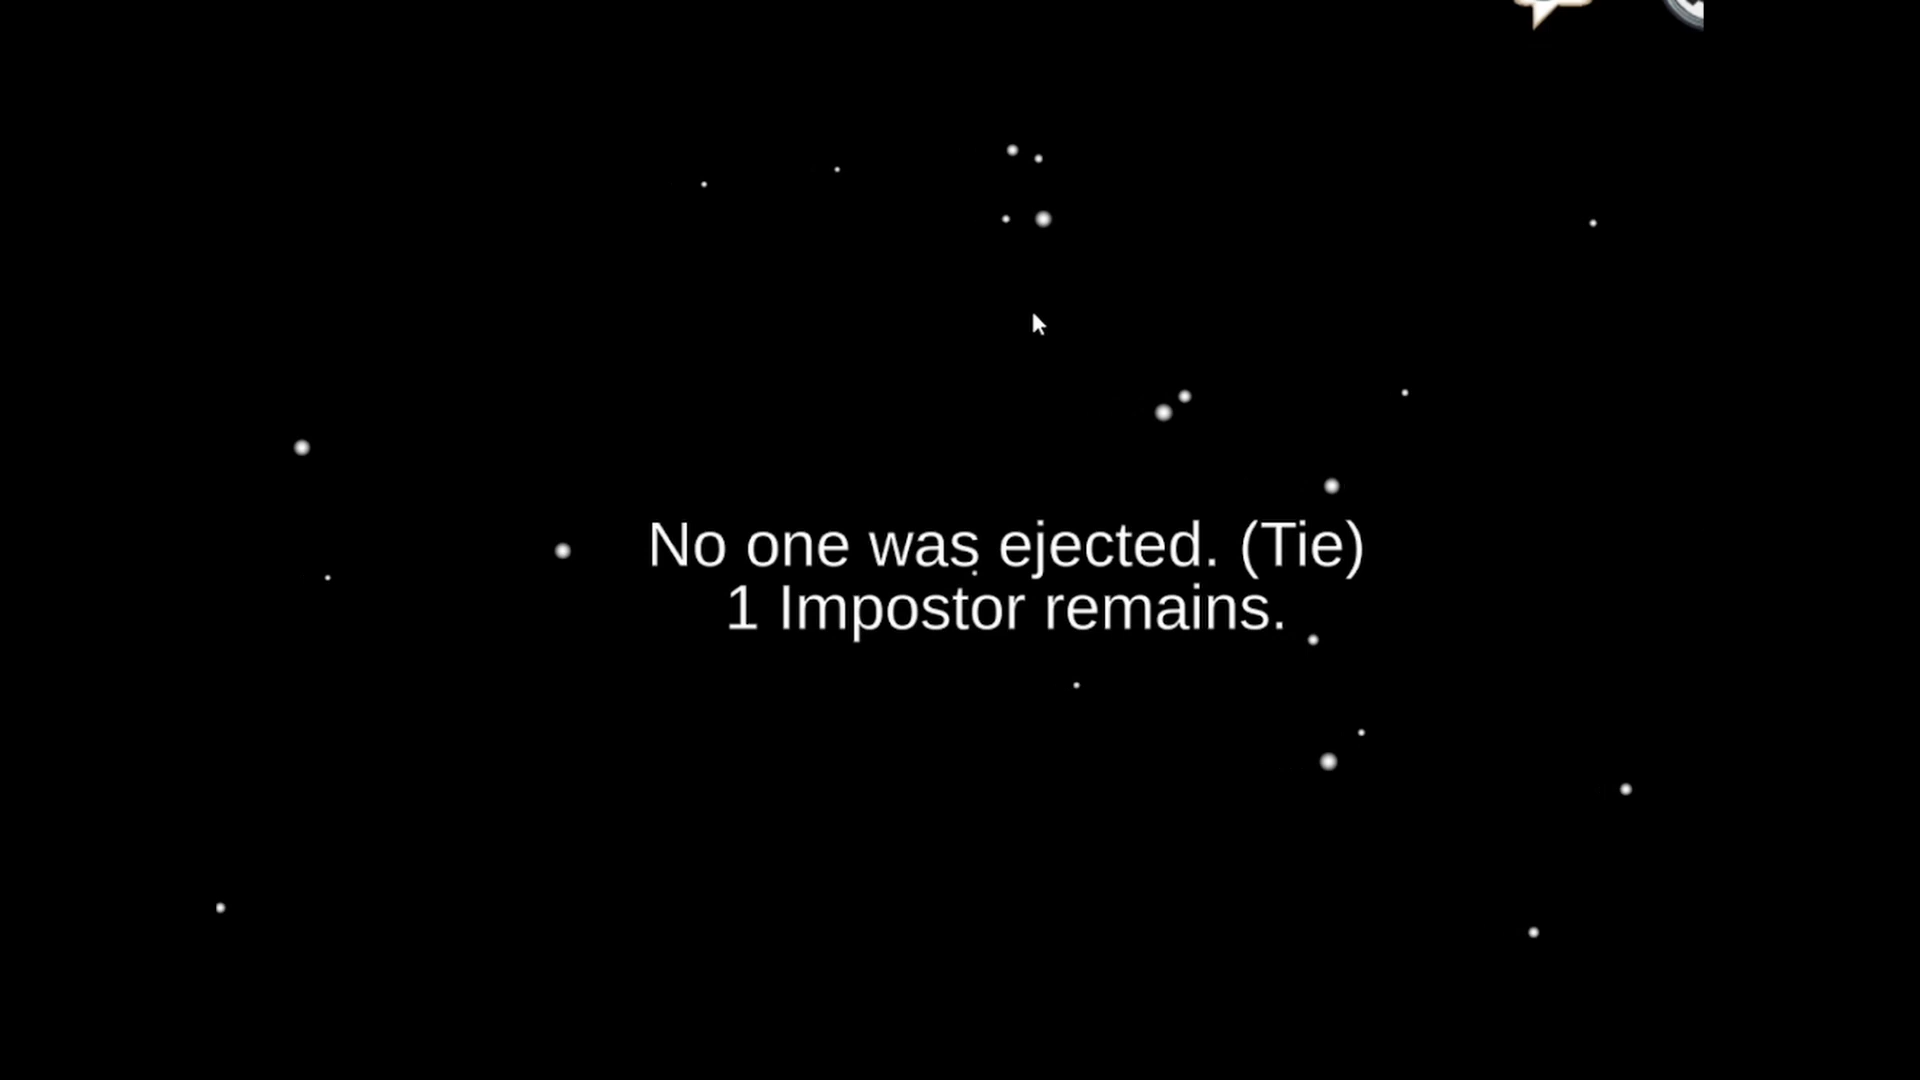 No one was ejected. (Tie)
1 Impostor remains.